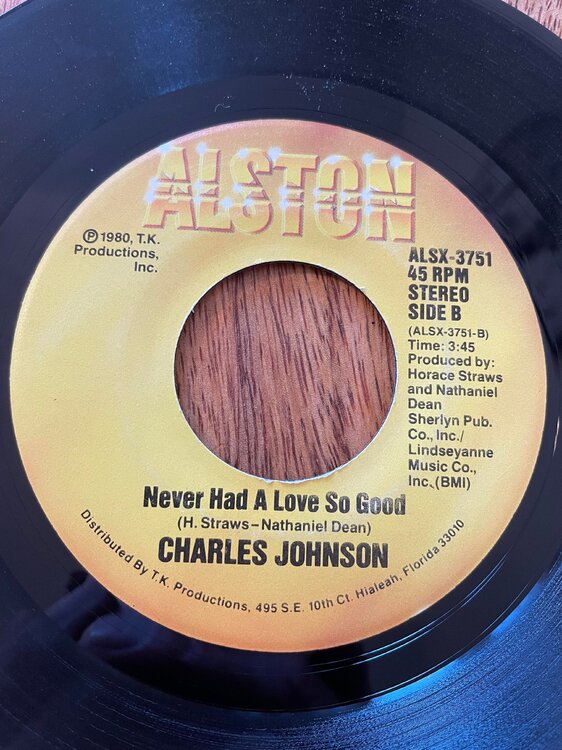 ALSTON
℗ 1980, T.K.
Productions,
Inc.
ALSX-3751
45 RPM
STEREO
SIDE B
(ALSX-3751-B)
Time: 3:45
Produced by:
Horace Straws
and Nathaniel
Dean
Sherlyn Pub.
Co., Inc./
Lindseyanne
Music Co.,
Inc. (BMI)
Never Had A Love So Good
(H. Straws-Nathaniel Dean)
CHARLES JOHNSON
Distributed By T.K. Productions, 495 S.E. 10th Ct. Hialeah, Florida 33010